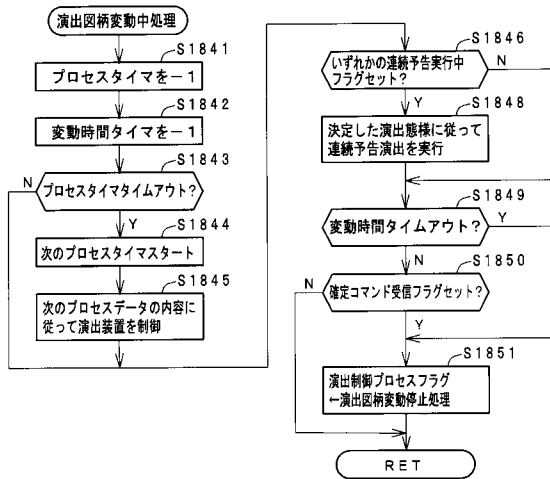 演出図柄変動中処理
S1841
プロセスタイマを－１
S1842
変動時間タイマを－１
S1843
プロセスタイマタイムアウト？
N
Y
S1844
次のプロセスタイマスタート
S1845
次のプロセスデータの内容に
従って演出装置を制御
S1846
いずれかの連続予告実行中
フラグセット？
N
Y
S1848
決定した演出態様に従って
連続予告演出を実行
S1849
変動時間タイムアウト？
Y
N
S1850
確定コマンド受信フラグセット？
N
Y
S1851
演出制御プロセスフラグ
←演出図柄変動停止処理
RET